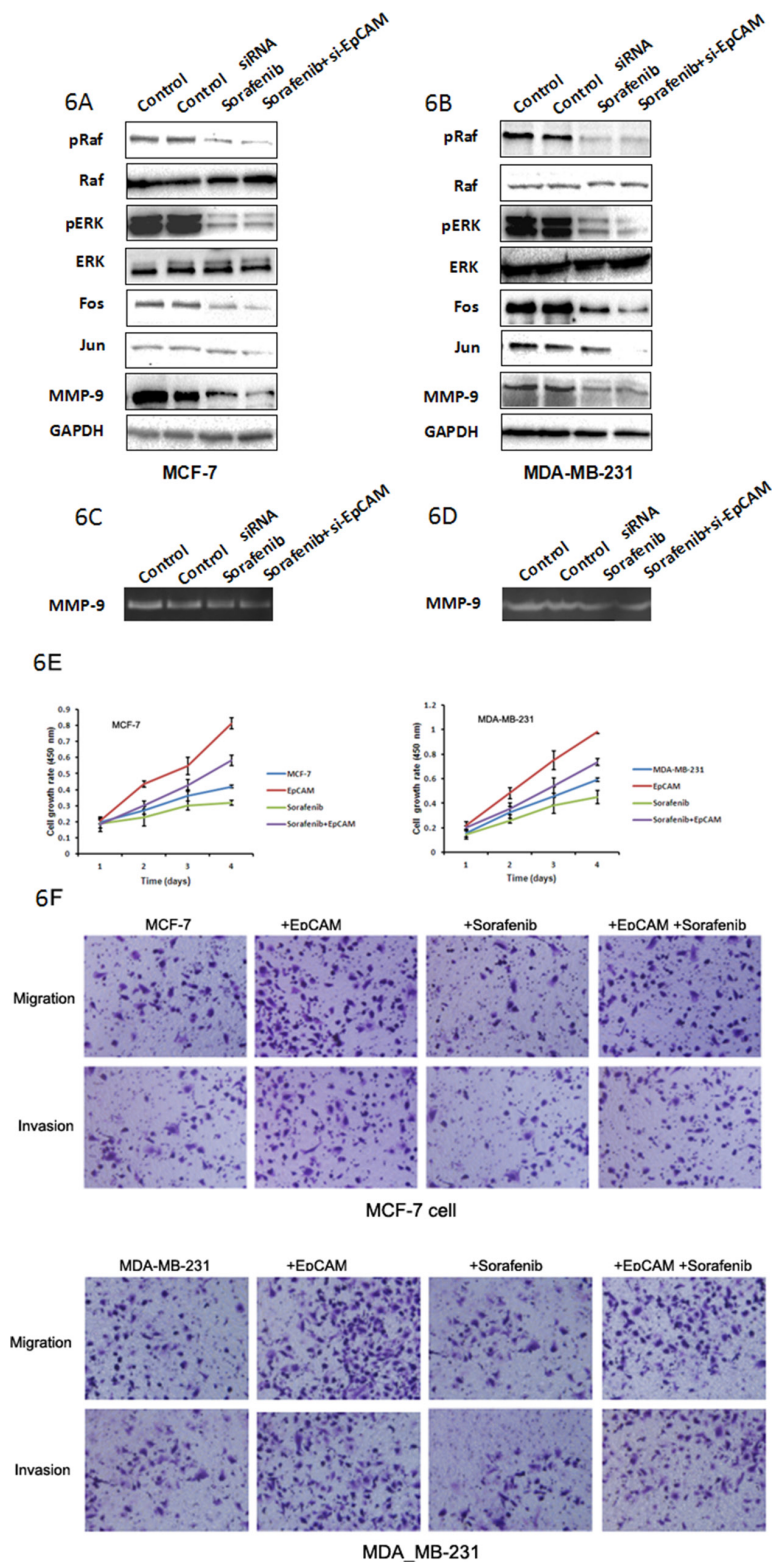 6A
Control
Control siRNA
Sorafenib
Sorafenib+si-EpCAM
pRaf
Raf
pERK
ERK
Fos
Jun
MMP-9
GAPDH
MCF-7
6B
Control
Control siRNA
Sorafenib
Sorafenib+si-EpCAM
pRaf
Raf
pERK
ERK
Fos
Jun
MMP-9
GAPDH
MDA-MB-231
6C
Control
Control siRNA
Sorafenib
Sorafenib+si-EpCAM
MMP-9
6D
Control
Control siRNA
Sorafenib
Sorafenib+si-EpCAM
MMP-9
6E
MCF-7
Cell growth rate (450 nm)
0.9
0.8
0.7
0.6
0.5
0.4
0.3
0.2
0.1
0
1 2 3 4
Time (days)
MCF-7
EpCAM
Sorafenib
Sorafenib+EpCAM
MDA-MB-231
Cell growth rate (450 nm)
1.2
1
0.8
0.6
0.4
0.2
0
1 2 3 4
Time (days)
MDA-MB-231
EpCAM
Sorafenib
Sorafenib+EpCAM
6F
MCF-7 +EpCAM +Sorafenib +EpCAM +Sorafenib
Migration
Invasion
MCF-7 cell
MDA-MB-231 +EpCAM +Sorafenib +EpCAM +Sorafenib
Migration
Invasion
MDA_MB-231